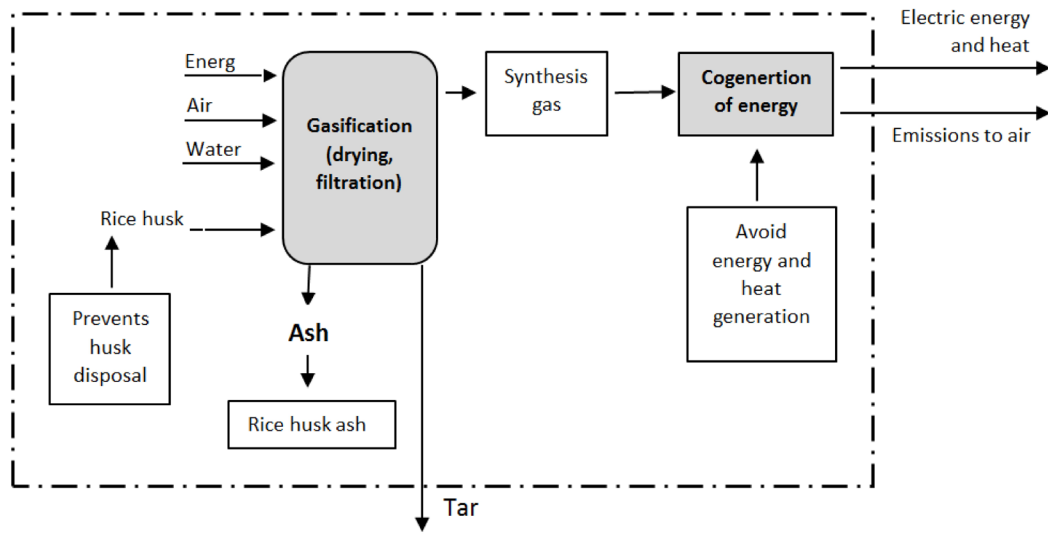 Electric energy
and heat
Energ
Air
Water
Rice husk
Gasification
(drying,
filtration)
Synthesis
gas
Cogenertion
of energy
Emissions to air
Prevents
husk
disposal
Ash
Rice husk ash
Avoid
energy and
heat
generation
Tar